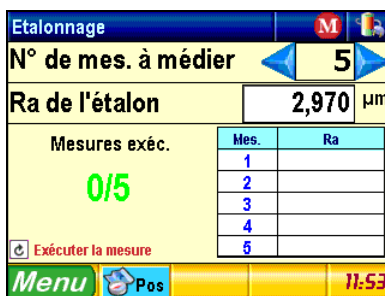 Etalonnage M
N° de mes. à médier 5
Ra de l'étalon 2,970 µm
Mesures exéc.
0/5
Mes. Ra
1
2
3
4
5
Exécuter la mesure
Menu Pos 11:53